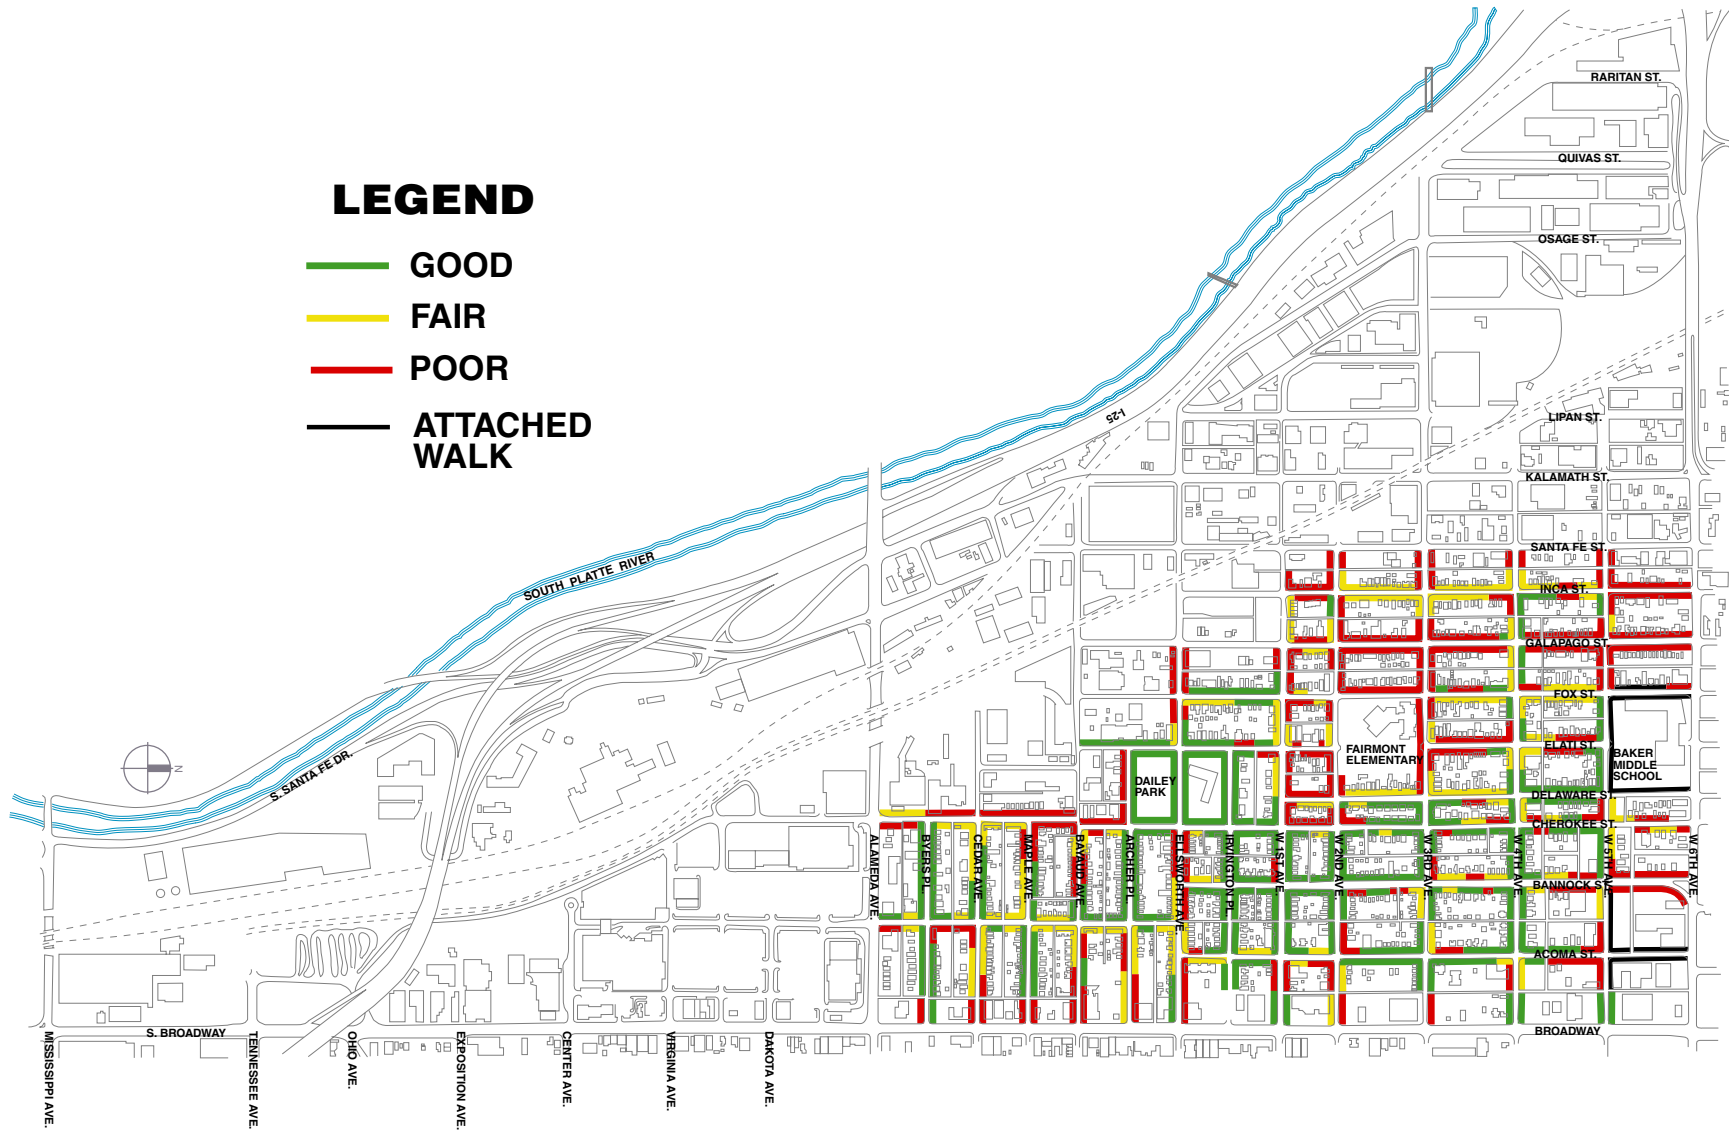 RARITAN ST.
QUIVAS ST.
LEGEND
OSAGE ST.
GOOD
FAIR
POOR
ATTACHED
WALK
I-25
LIPAN ST.
KALAMATH ST.
SANTA FE ST.
SOUTH PLATTE RIVER
INCA ST.
GALAPAGO ST.
FOX ST.
ELATI ST.
FAIRMONT
ELEMENTARY
BAKER
MIDDLE
SCHOOL
S. SANTA FE DR.
N
DAILEY
PARK
DELAWARE ST.
CHEROKEE ST.
ALAMEDA AVE.
BYERS PL.
CEDAR AVE.
MAPLE AVE.
BAYAUD AVE.
ARCHER PL.
ELLSWORTH AVE.
IRVINGTON PL.
W 1ST AVE.
W 2ND AVE.
W 3RD AVE.
W 4TH AVE.
W 5TH AVE.
W 6TH AVE.
BANNOCK ST.
ACOMA ST.
S. BROADWAY
BROADWAY
MISSISSIPPI AVE.
TENNESSEE AVE.
OHIO AVE.
EXPOSITION AVE.
CENTER AVE.
VIRGINIA AVE.
DAKOTA AVE.